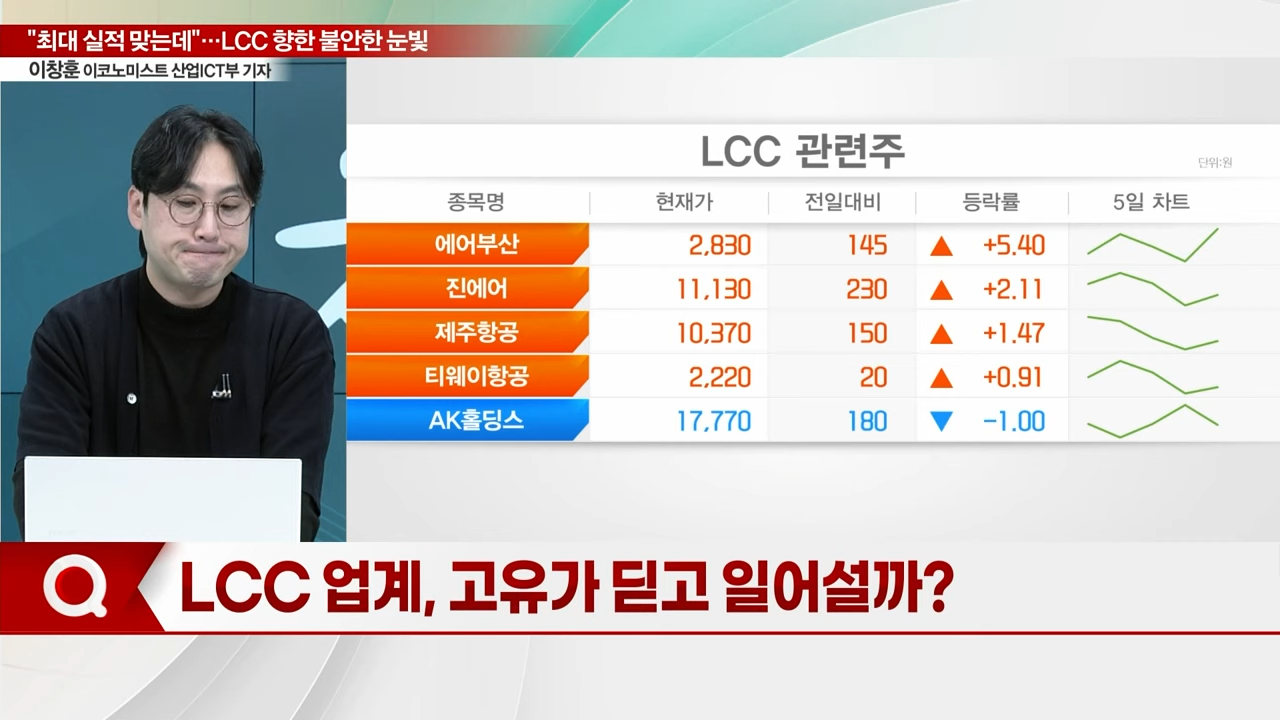 "최대 실적 맞는데"…LCC 향한 불안한 눈빛
이창훈 이코노미스트 산업ICT부 기자
LCC 관련주
단위:원
종목명 현재가 전일대비 등락률 5일 차트
에어부산 2,830 145 ▲ +5.40
진에어 11,130 230 ▲ +2.11
제주항공 10,370 150 ▲ +1.47
티웨이항공 2,220 20 ▲ +0.91
AK홀딩스 17,770 180 ▼ -1.00
Q LCC 업계, 고유가 딛고 일어설까?